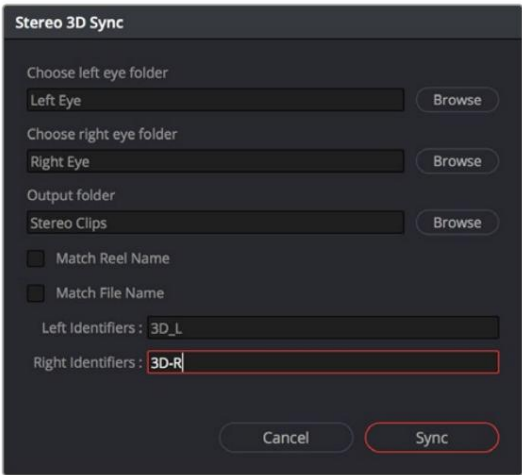 Stereo 3D Sync
Choose left eye folder
Left Eye Browse
Choose right eye folder
Right Eye Browse
Output folder
Stereo Clips Browse
Match Reel Name
Match File Name
Left Identifiers : 3D_L
Right Identifiers : 3D-R
Cancel Sync